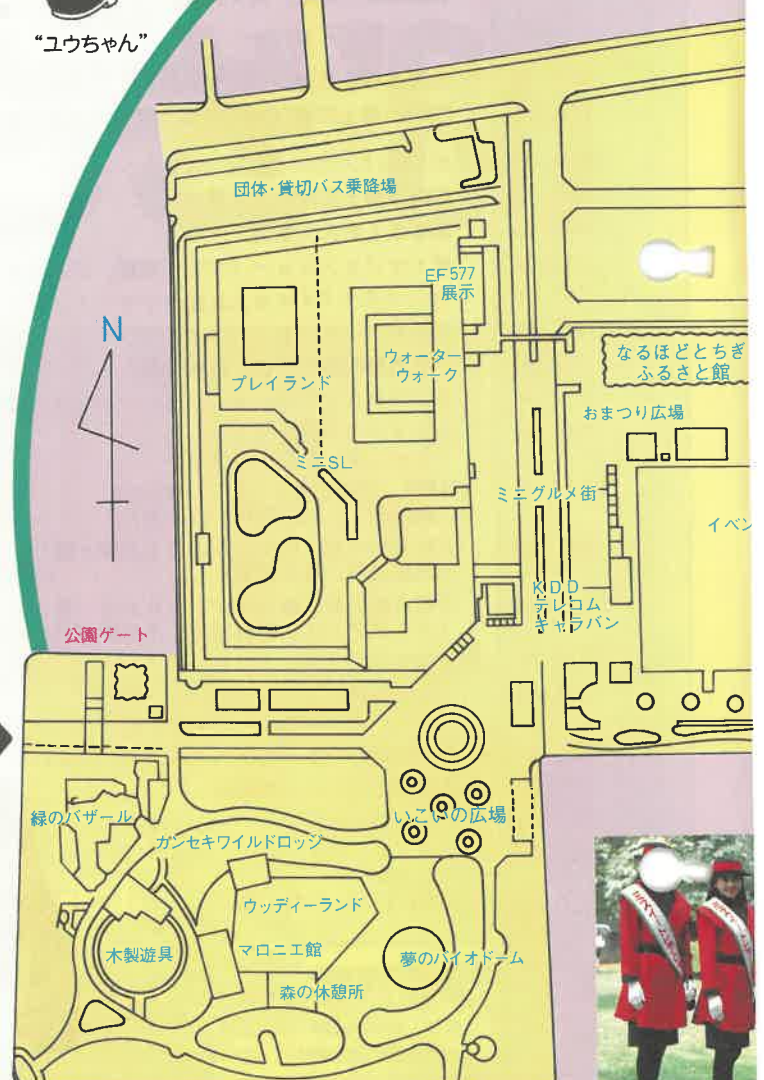 “ユウちゃん”
団体・貸切バス乗降場
EF577
展示
N
ウォーター
ウォーク
プレイランド
なるほどとちぎ
ふるさと館
おまつり広場
ミニSL
ミニグルメ街
イベン
KDD
テレコム
キャラバン
公園ゲート
緑のバザール
いこいの広場
ガンセキワイルドロッジ
ウッディーランド
木製遊具
マロニエ館
夢のバイオドーム
森の休憩所